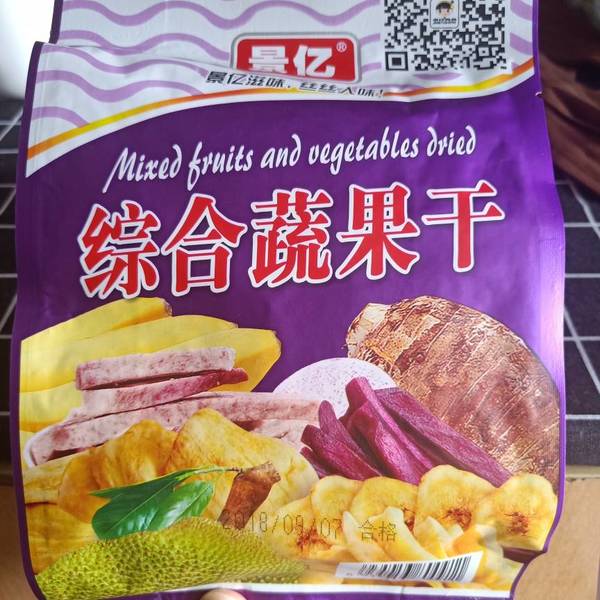 景亿®
景亿滋味，丝丝入味！
Mixed fruits and vegetables dried
综合蔬果干
2018/09/07 合格